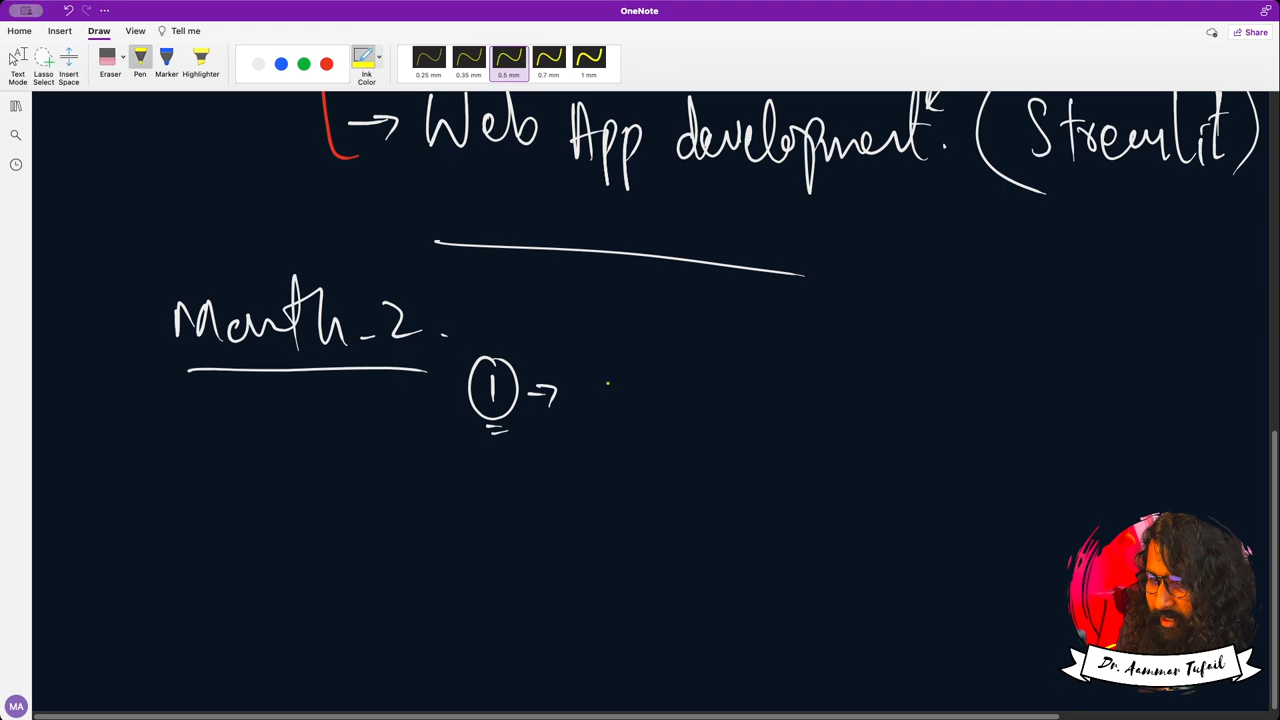 OneNote
Home Insert Draw View Tell me
Share
Text Mode
Lasso Select
Insert Space
Eraser
Pen
Marker
Highlighter
Ink Color
0.25 mm
0.35 mm
0.5 mm
0.7 mm
1 mm
→ Web App development. (Streamlit)
Month-2.
① →
Dr. Aammar Tufail
MA